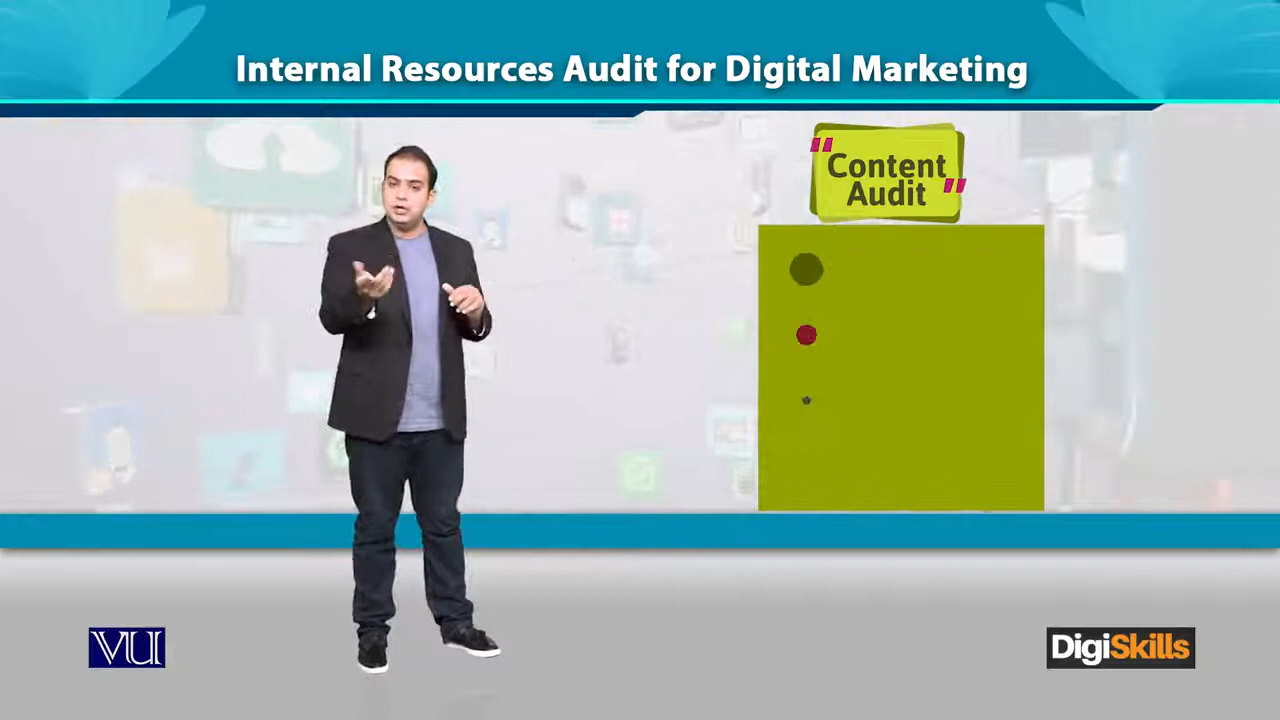 Internal Resources Audit for Digital Marketing
"Content
Audit"
VU
DigiSkills